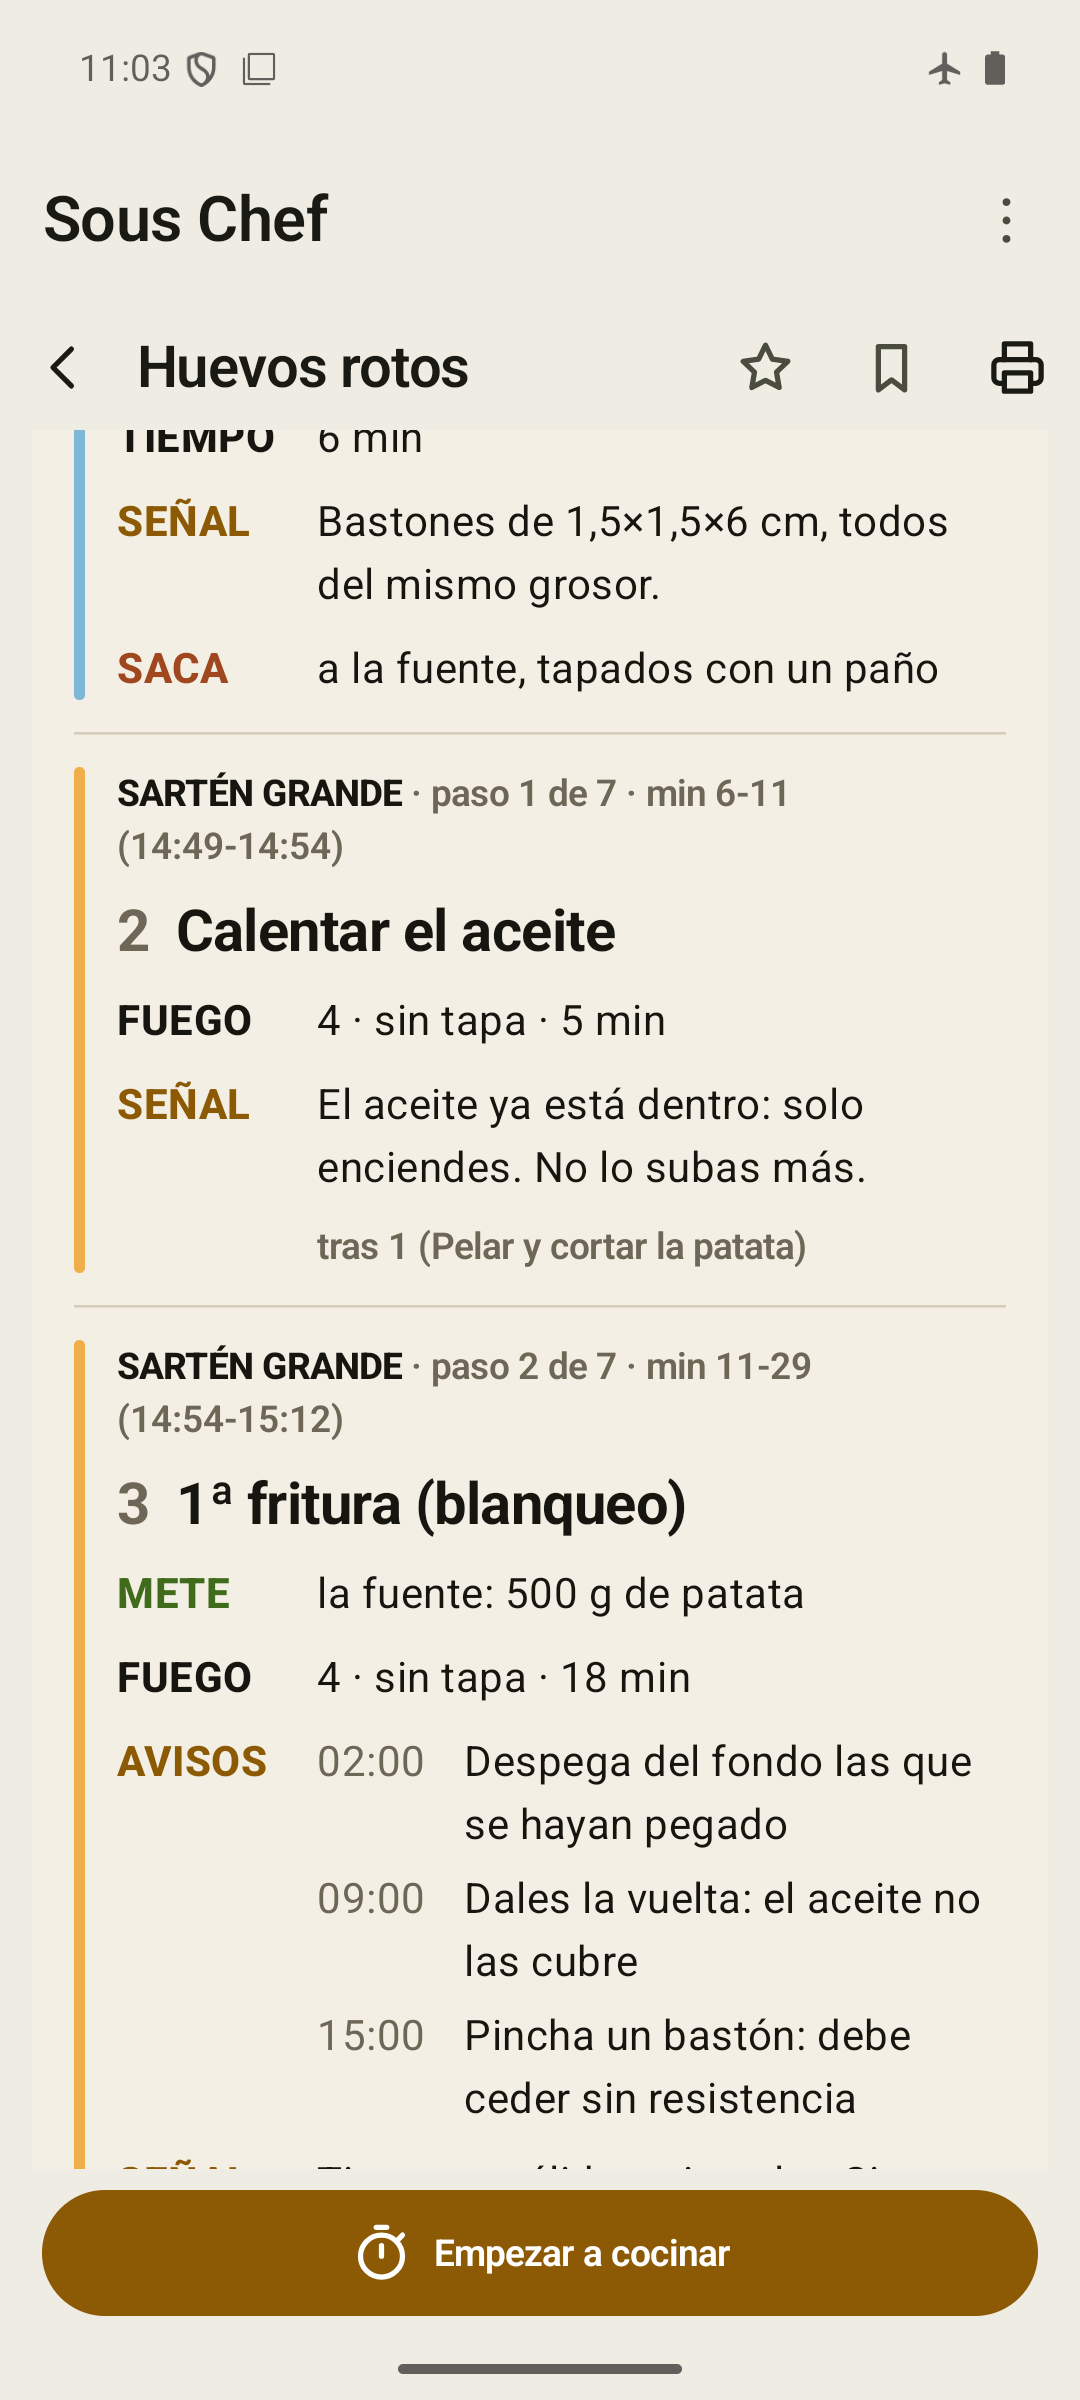 11:03
Sous Chef
Huevos rotos
TIEMPO 6 min
SEÑAL Bastones de 1,5×1,5×6 cm, todos
del mismo grosor.
SACA a la fuente, tapados con un paño
SARTÉN GRANDE · paso 1 de 7 · min 6-11
(14:49-14:54)
2 Calentar el aceite
FUEGO 4 · sin tapa · 5 min
SEÑAL El aceite ya está dentro: solo
enciendes. No lo subas más.
tras 1 (Pelar y cortar la patata)
SARTÉN GRANDE · paso 2 de 7 · min 11-29
(14:54-15:12)
3 1ª fritura (blanqueo)
METE la fuente: 500 g de patata
FUEGO 4 · sin tapa · 18 min
AVISOS 02:00 Despega del fondo las que
se hayan pegado
09:00 Dales la vuelta: el aceite no
las cubre
15:00 Pincha un bastón: debe
ceder sin resistencia
Empezar a cocinar